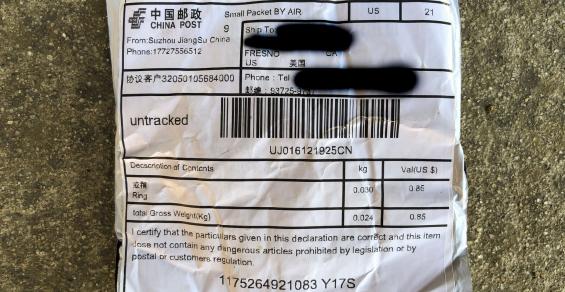 中国邮政
CHINA POST
Small Packet BY AIR
US
21
9
From:Suzhou JiangSu China
Phone:17727556512
Ship To:
FRESNO CA
US 美国
协议客户32050105684000
Phone : Tel
邮编：93725-
untracked
UJ016121925CN
Decscription of Contents
kg
Val(US $)
Ring
0.030
0.85
total Gross Weight(Kg)
0.024
0.85
I certify that the particulars given in this declaration are correct and this item
dose not contain any dangerous articles prohibited by legislation or by
postal or customers regulation.
1175264921083 Y17S